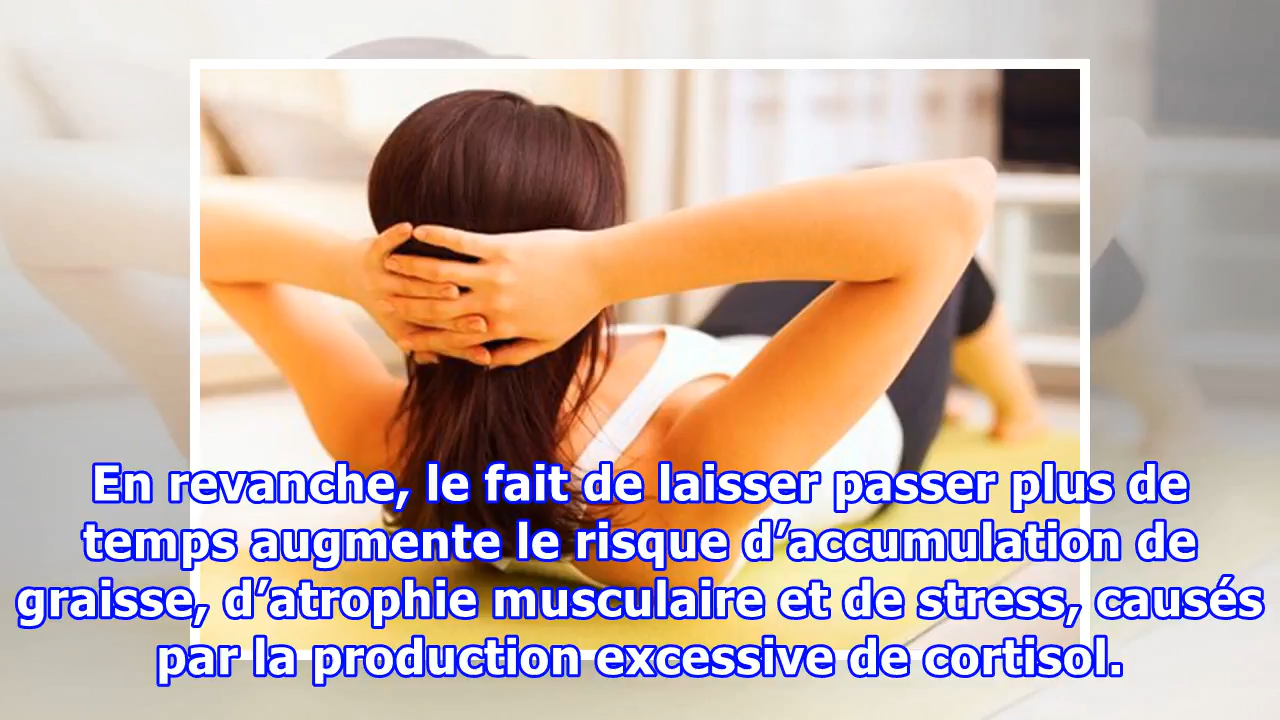 En revanche, le fait de laisser passer plus de
temps augmente le risque d’accumulation de
graisse, d’atrophie musculaire et de stress, causés
par la production excessive de cortisol.